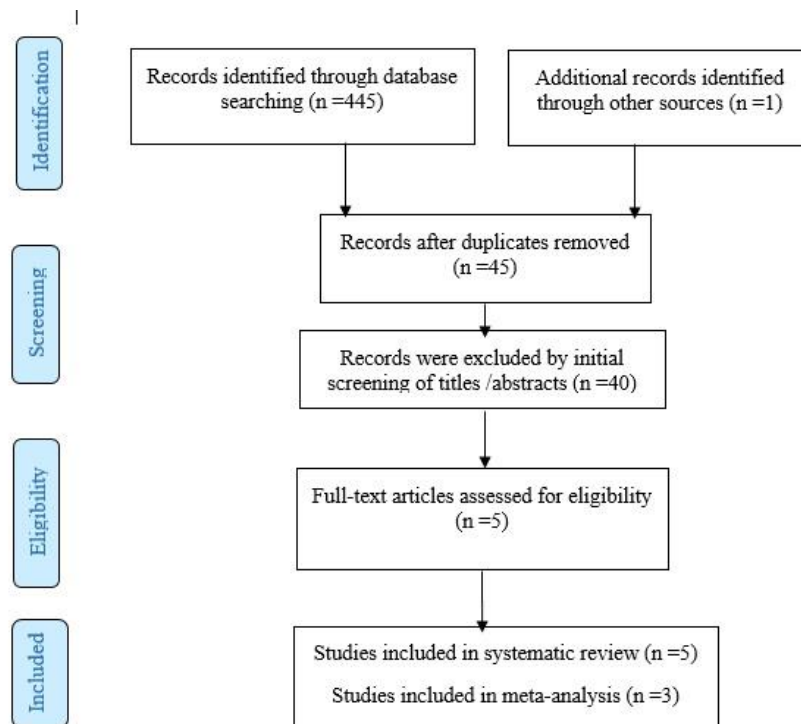 Identification
Records identified through database
searching (n =445)
Additional records identified
through other sources (n =1)
Screening
Records after duplicates removed
(n =45)
Records were excluded by initial
screening of titles /abstracts (n =40)
Eligibility
Full-text articles assessed for eligibility
(n =5)
Included
Studies included in systematic review (n =5)
Studies included in meta-analysis (n =3)